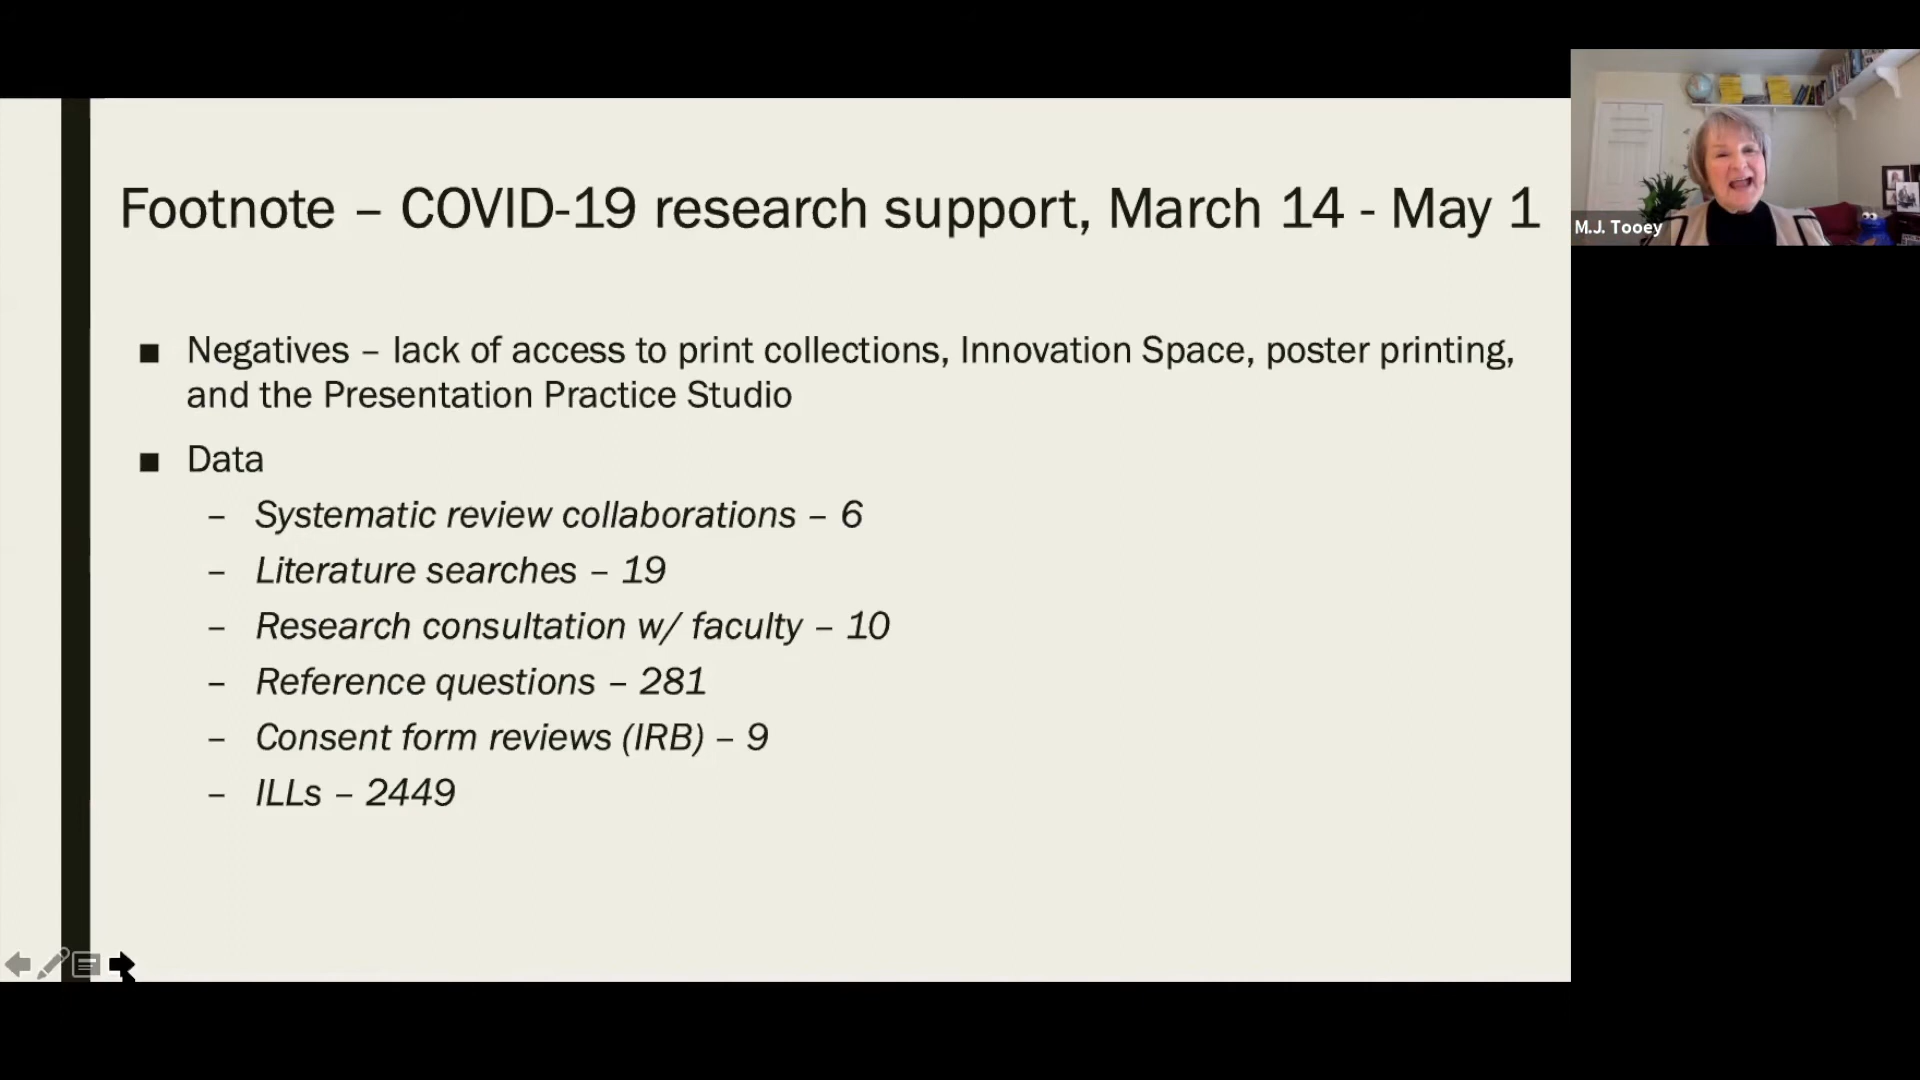 Footnote – COVID-19 research support, March 14 - May 1
M.J. Tooey
■ Negatives – lack of access to print collections, Innovation Space, poster printing,
and the Presentation Practice Studio
■ Data
– Systematic review collaborations – 6
– Literature searches – 19
– Research consultation w/ faculty – 10
– Reference questions – 281
– Consent form reviews (IRB) – 9
– ILLs – 2449